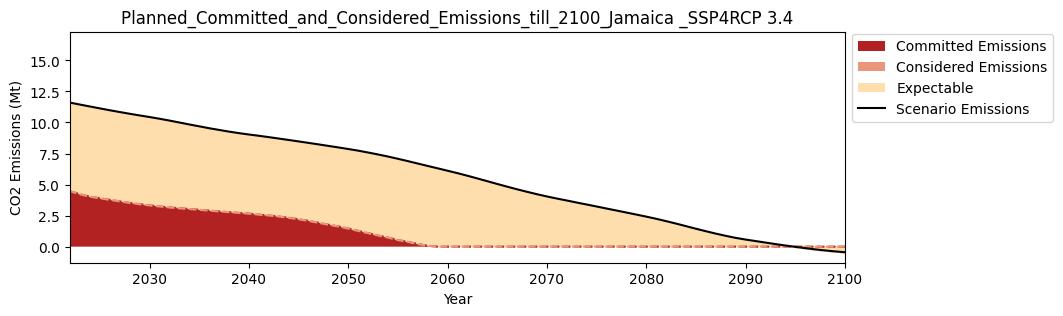 Planned_Committed_and_Considered_Emissions_till_2100_Jamaica _SSP4RCP 3.4
CO2 Emissions (Mt)
15.0
12.5
10.0
7.5
5.0
2.5
0.0
2030 2040 2050 2060 2070 2080 2090 2100
Year
Committed Emissions
Considered Emissions
Expectable
Scenario Emissions